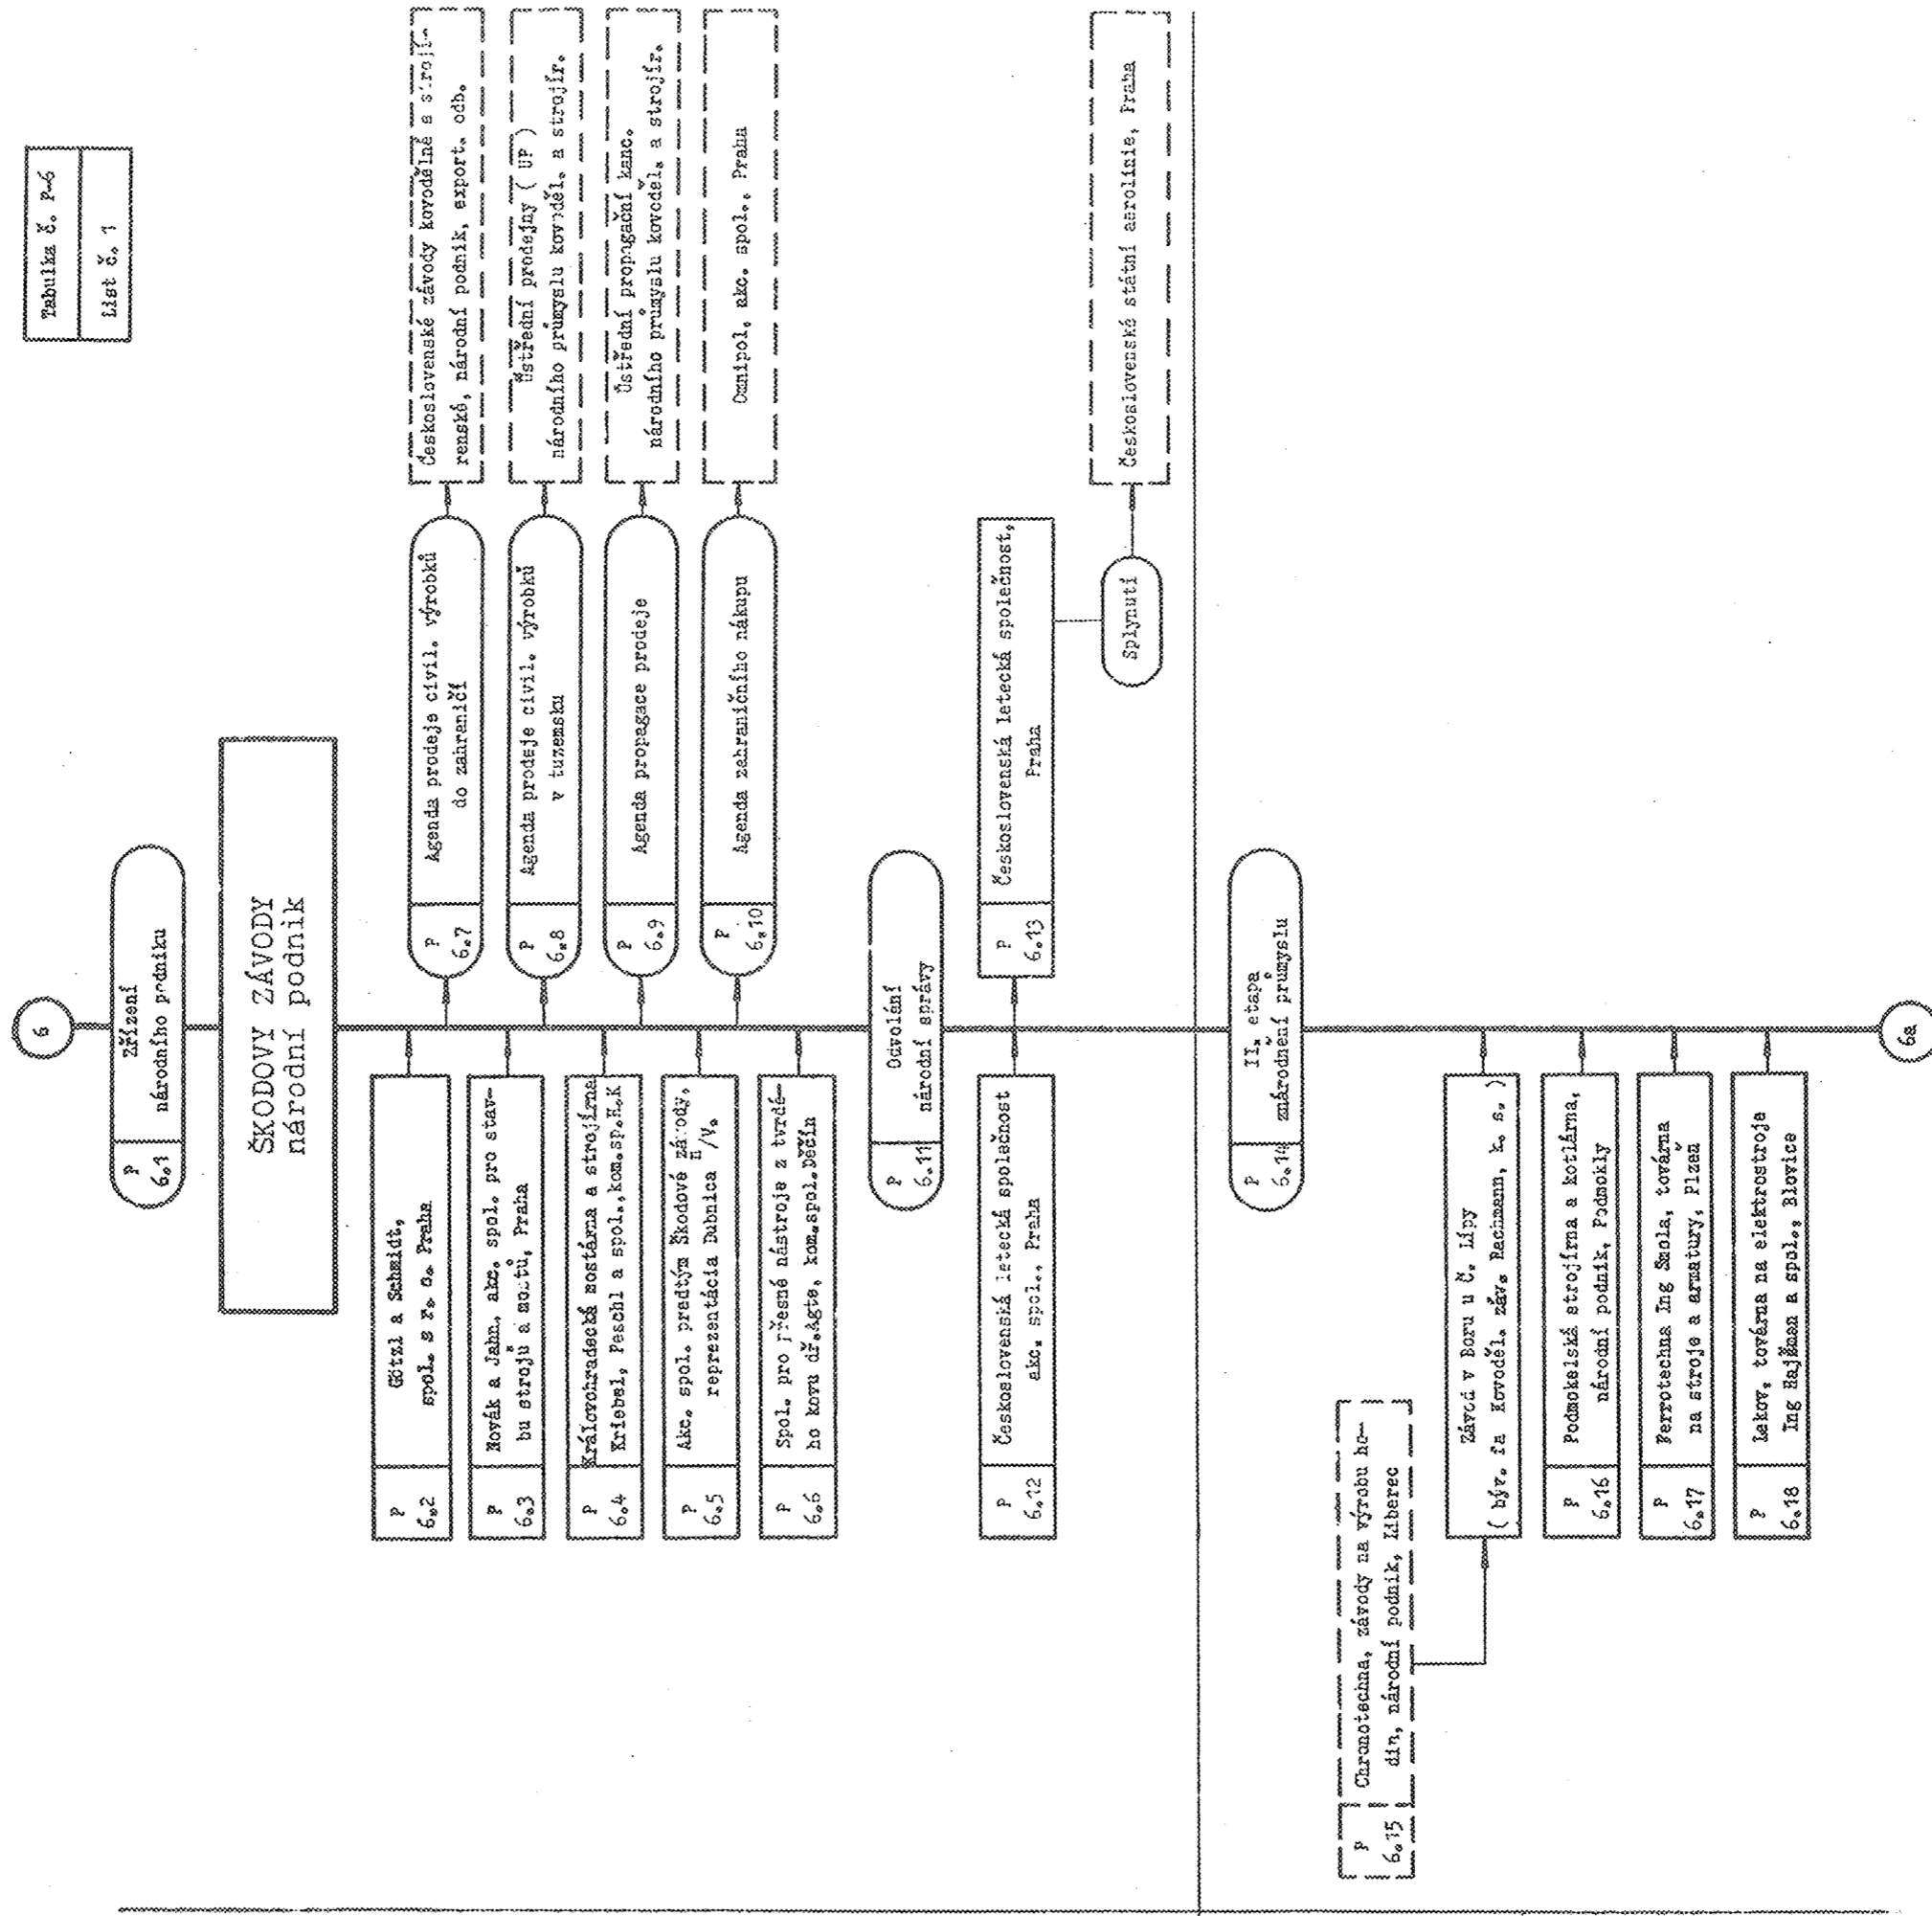 Tabulka č. P-6
List č. 1
6
P
6.1
Zřízení
národního podniku
ŠKODOVY ZÁVODY
národní podnik
P
6.2
Götzl a Schmidt,
spol. s r. o. Praha
P
6.3
Novák a Jahn, akc. spol. pro stav-
bu strojů a montů, Praha
P
6.4
Královohradecká mostárna a strojírna
Kriebel, Peschl a spol.,kom.sp.H.K
P
6.5
Akc. spol. predtým Škodové závody,
reprezentácia Dubnica n/V.
P
6.6
Spol. pro přesné nástroje z tvrdé-
ho kovu dř.Agte, kom.spol.Děčín
P
6.7
Agenda prodeje civil. výrobků
do zahraničí
Československé závody kovodělné a strojí-
renské, národní podnik, export. odb.
P
6.8
Agenda prodeje civil. výrobků
v tuzemsku
Ústřední prodejny ( UP )
národního průmyslu kovoděl. a strojír.
P
6.9
Agenda propagace prodeje
Ústřední propagační kanc.
národního průmyslu kovoděl. a strojír.
P
6.10
Agenda zahraničního nákupu
Omnipol, akc. spol., Praha
P
6.11
Odvolání
národní správy
P
6.12
Československá letecká společnost
akc. spol., Praha
P
6.13
Československá letecká společnost,
Praha
Splynutí
Československé státní aerolinie, Praha
P
6.14
II. etapa
znárodnění průmyslu
P
6.15
Chronotechna, závody na výrobu ho-
din, národní podnik, Liberec
Závod v Boru u Č. Lípy
( býv. fa Kovoděl. záv. Rachmann, k. s. )
P
6.16
Podmokelská strojírna a kotlárna,
národní podnik, Podmokly
P
6.17
Ferrotechna Ing Smola, továrna
na stroje a armatury, Plzeň
P
6.18
Lekov, továrna na elektrostroje
Ing Hajšman a spol., Blovice
6a